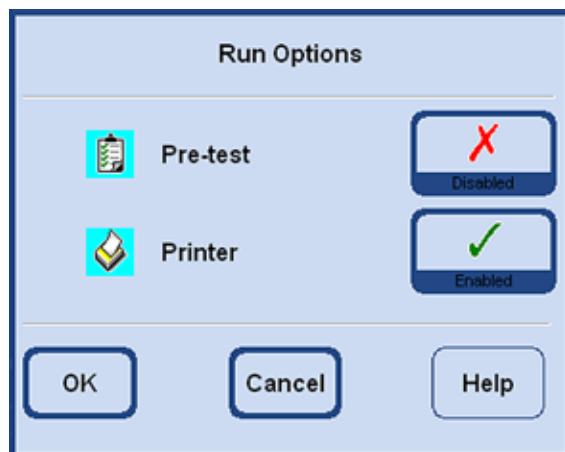 Run Options
Pre-test
Disabled
Printer
Enabled
OK
Cancel
Help